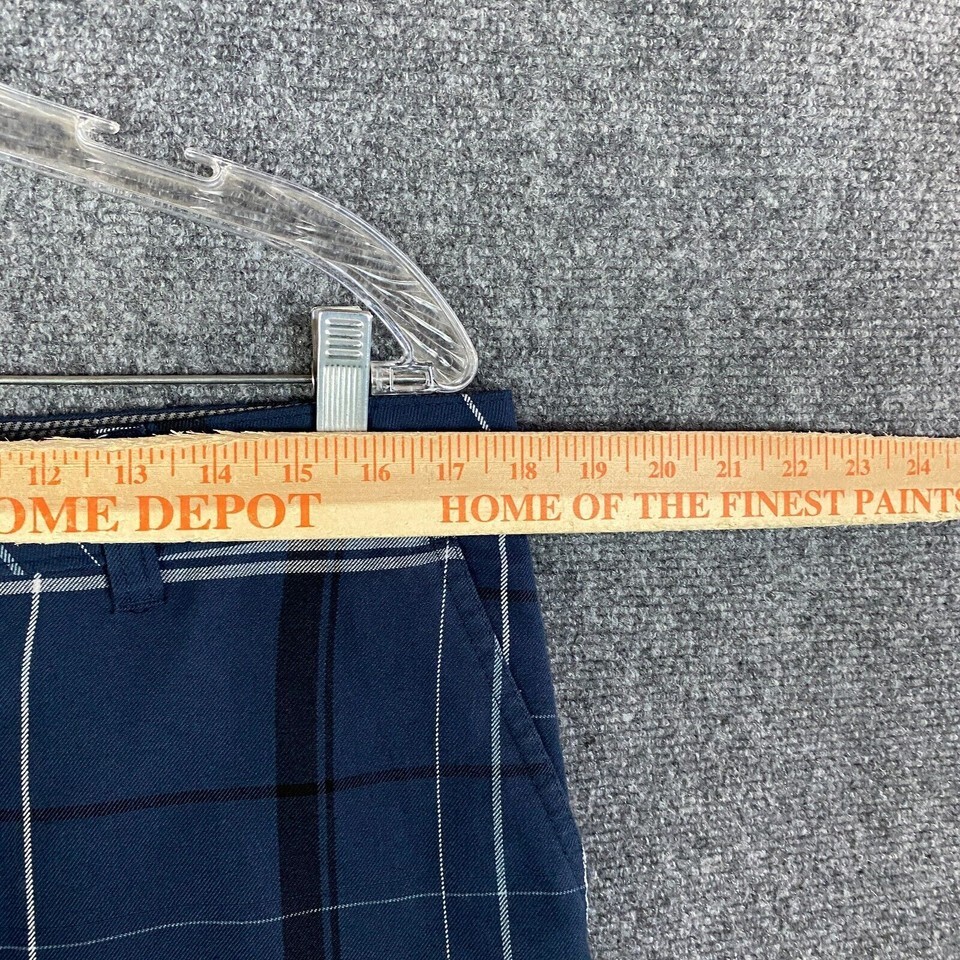 12 13 14 15 16 17 18 19 20 21 22 23 24
OME DEPOT HOME OF THE FINEST PAINTS